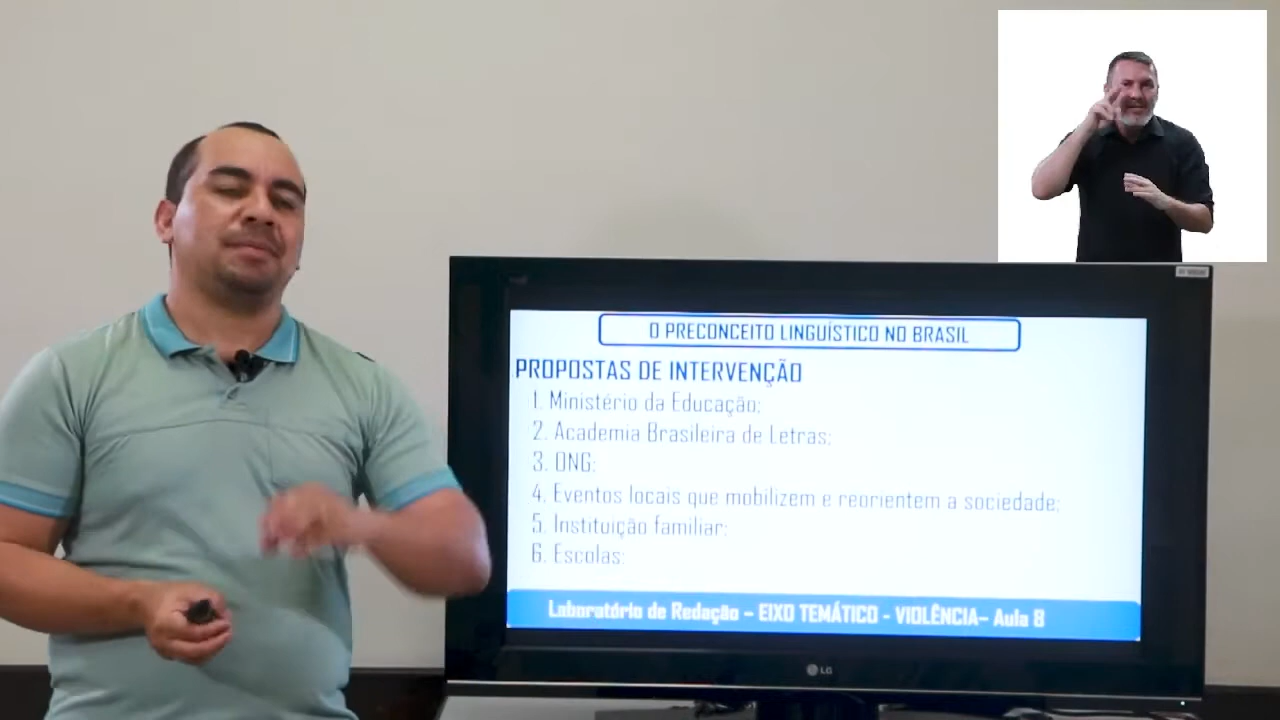 O PRECONCEITO LINGUÍSTICO NO BRASIL
PROPOSTAS DE INTERVENÇÃO
1. Ministério da Educação;
2. Academia Brasileira de Letras;
3. ONG;
4. Eventos locais que mobilizem e reorientem a sociedade;
5. Instituição familiar;
6. Escolas;
Laboratório de Redação – EIXO TEMÁTICO - VIOLÊNCIA– Aula 8
LG